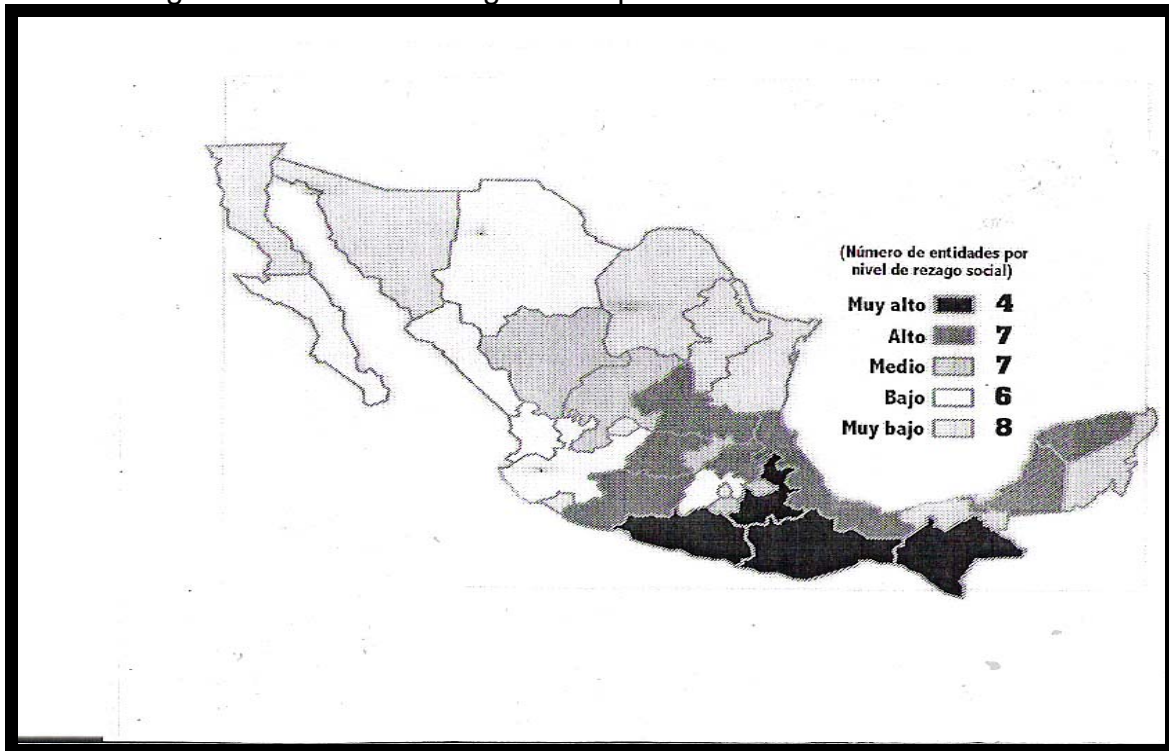 (Número de entidades por
nivel de rezago social)
Muy alto 4
Alto 7
Medio 7
Bajo 6
Muy bajo 8